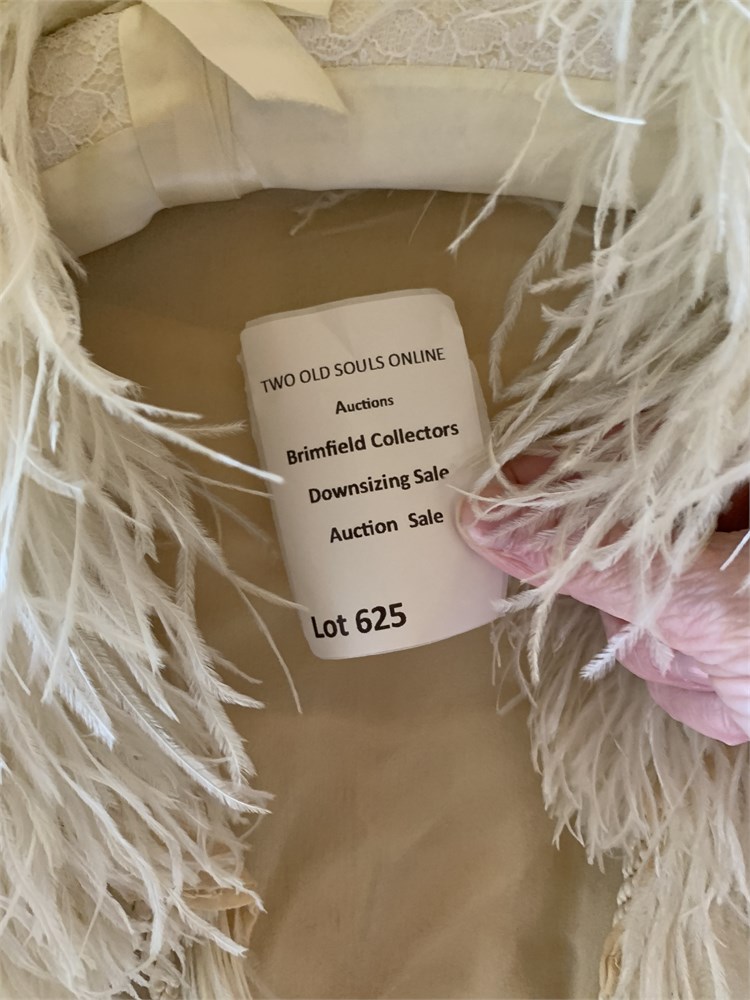 TWO OLD SOULS ONLINE
Auctions
Brimfield Collectors
Downsizing Sale
Auction Sale
Lot 625